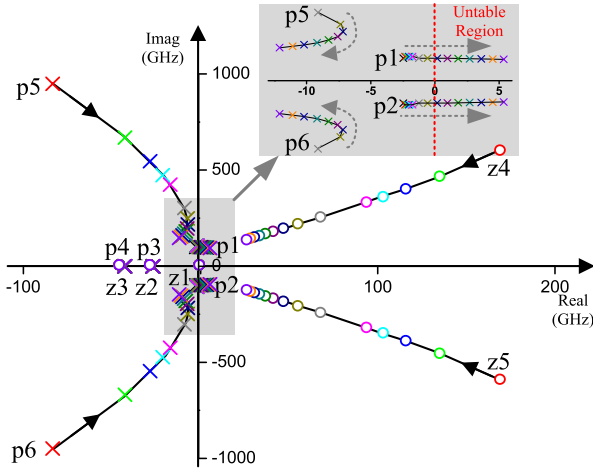 Imag
(GHz)
1000
500
-500
-1000
-100
100
200
Real
(GHz)
p5
p6
p4
p3
z3
z2
z1
p1
p2
z4
z5
p5
p6
p1
p2
Untable
Region
-10
-5
0
5